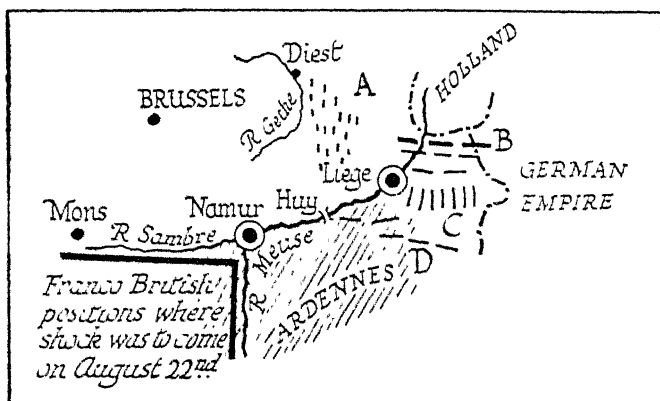 Diest
HOLLAND
A
BRUSSELS
R Gethe
B
Liege
GERMAN
EMPIRE
Huy
Namur
Mons
C
R Sambre
R Meuse
D
ARDENNES
Franco British
positions where
shock was to come
on August 22nd